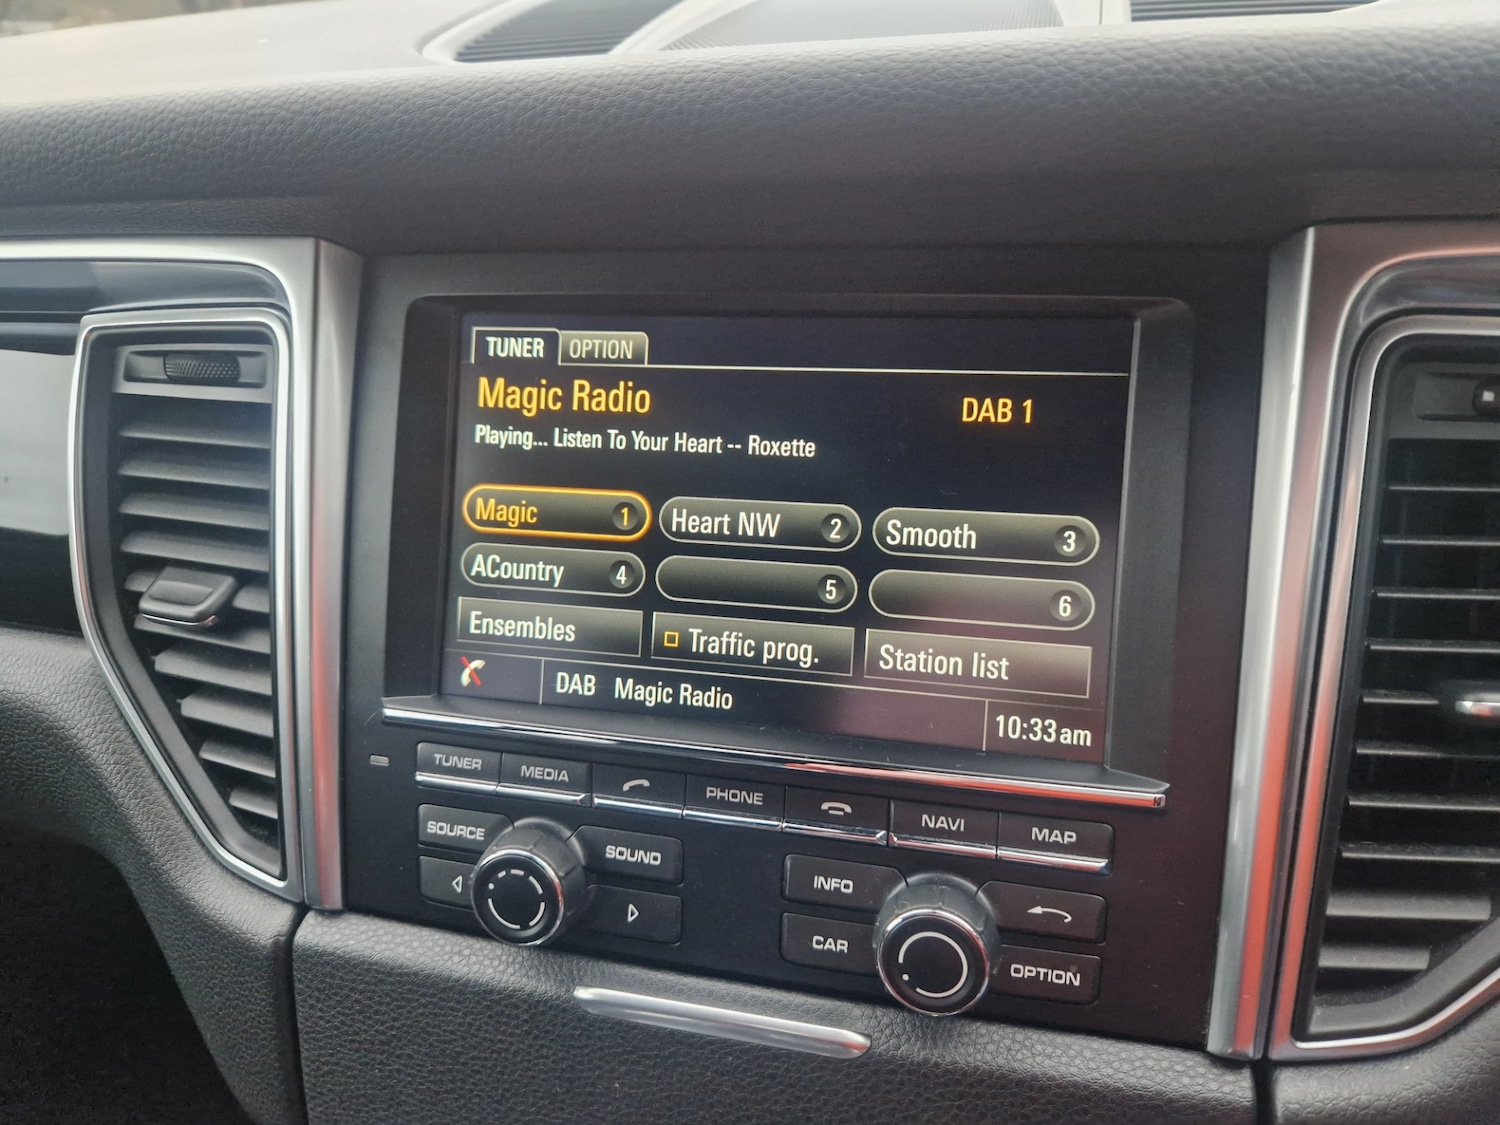 TUNER OPTION
Magic Radio DAB 1
Playing... Listen To Your Heart -- Roxette
Magic 1 Heart NW 2 Smooth 3
ACountry 4 5 6
Ensembles Traffic prog. Station list
DAB Magic Radio
10:33am
TUNER MEDIA PHONE NAVI MAP
SOURCE SOUND INFO
CAR OPTION